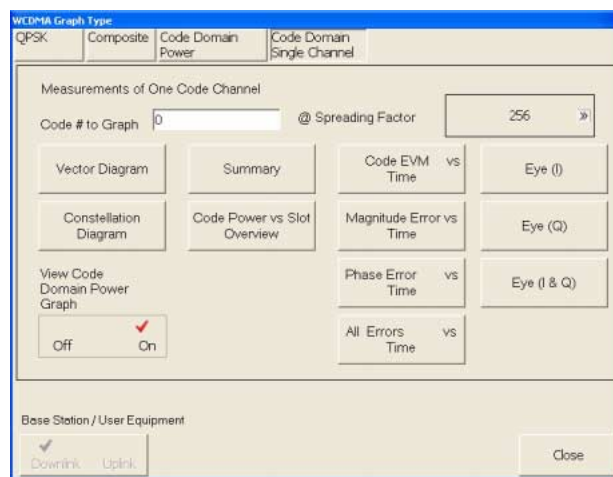 WCDMA Graph Type
QPSK
Composite
Code Domain
Power
Code Domain
Single Channel
Measurements of One Code Channel
Code # to Graph
0
@ Spreading Factor
256 »
Vector Diagram
Summary
Code EVM vs
Time
Eye (I)
Constellation
Diagram
Code Power vs Slot
Overview
Magnitude Error vs
Time
Eye (Q)
View Code
Domain Power
Graph
Phase Error vs
Time
Eye (I & Q)
Off On
All Errors vs
Time
Base Station / User Equipment
Downlink Uplink
Close